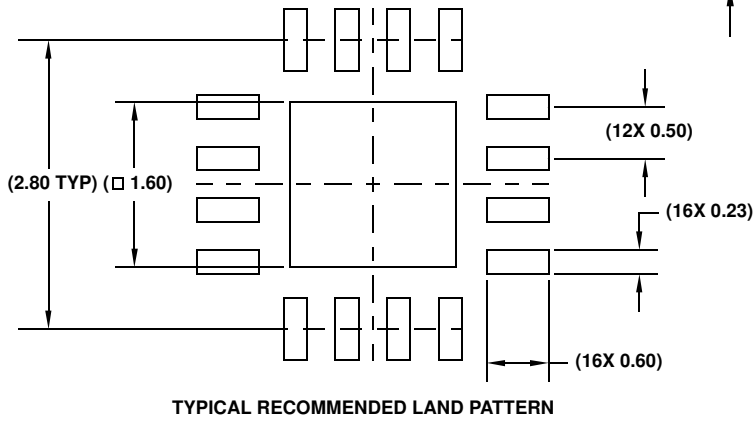 (12X 0.50)
(2.80 TYP) (□ 1.60)
(16X 0.23)
(16X 0.60)
TYPICAL RECOMMENDED LAND PATTERN